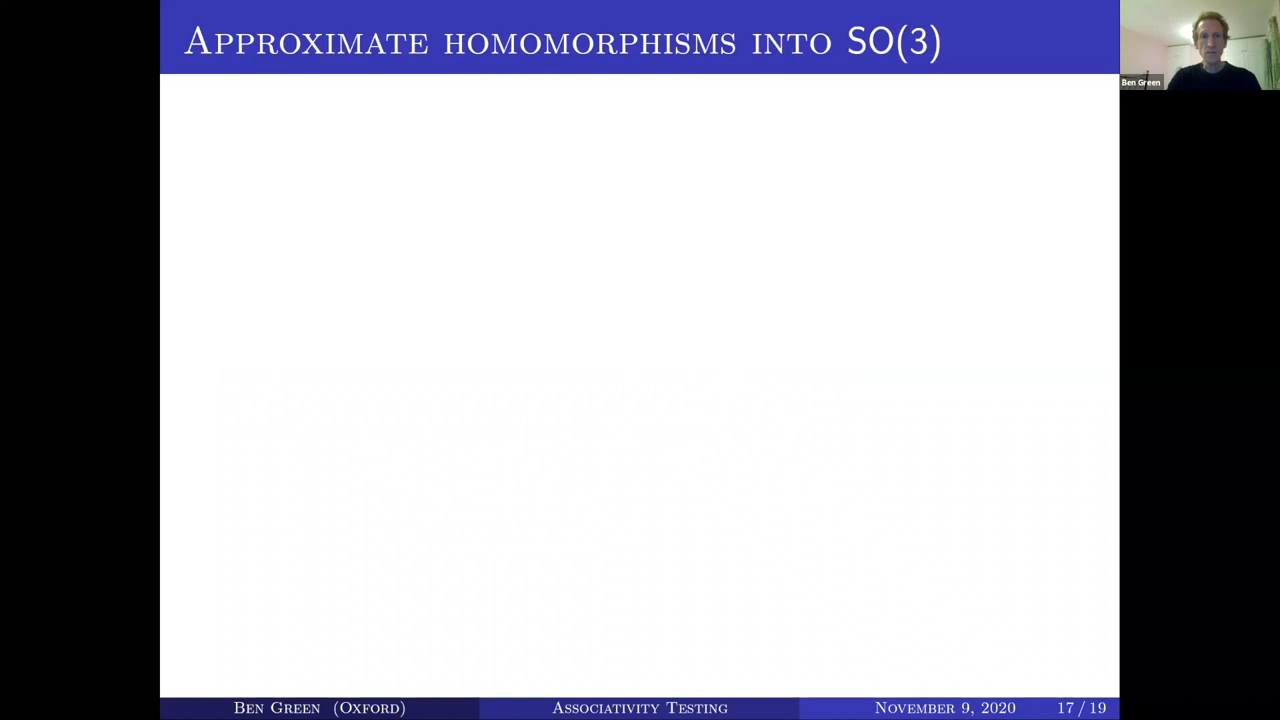 Approximate homomorphisms into SO(3)
Ben Green
Ben Green (Oxford) Associativity Testing November 9, 2020 17 / 19